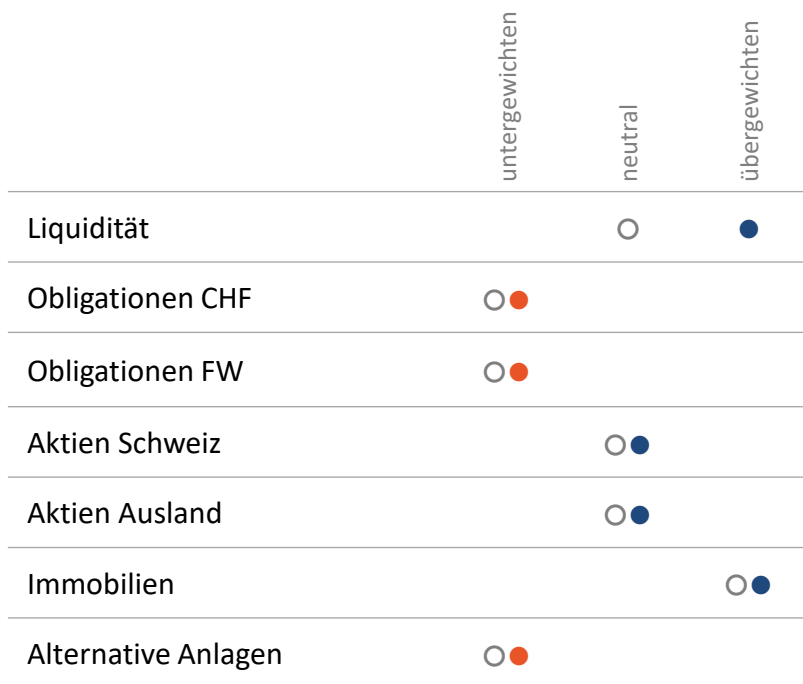 untergewichten
neutral
übergewichten
Liquidität
Obligationen CHF
Obligationen FW
Aktien Schweiz
Aktien Ausland
Immobilien
Alternative Anlagen